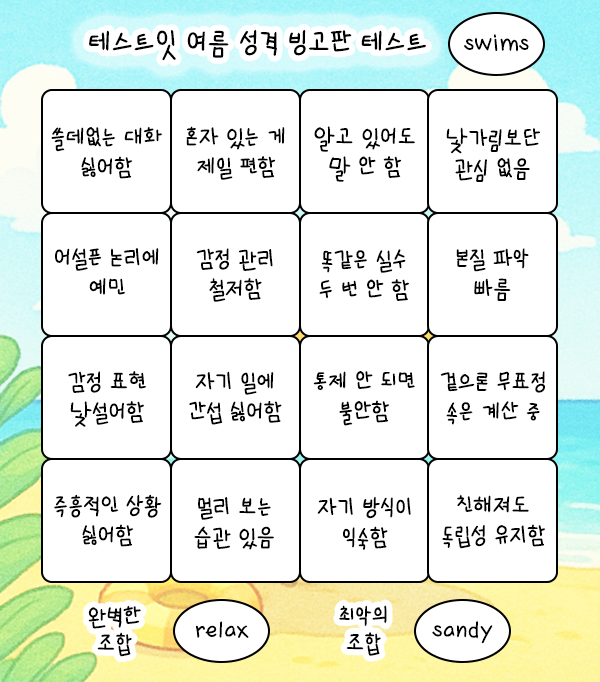 테스트잇 여름 성격 빙고판 테스트
swims
쓸데없는 대화
싫어함
혼자 있는 게
제일 편함
알고 있어도
말 안 함
낯가림보단
관심 없음
어설픈 논리에
예민
감정 관리
철저함
똑같은 실수
두 번 안 함
본질 파악
빠름
감정 표현
낯설어함
자기 일에
간섭 싫어함
통제 안 되면
불안함
겉으론 무표정
속은 계산 중
즉흥적인 상황
싫어함
멀리 보는
습관 있음
자기 방식이
익숙함
친해져도
독립성 유지함
완벽한
조합
relax
최악의
조합
sandy